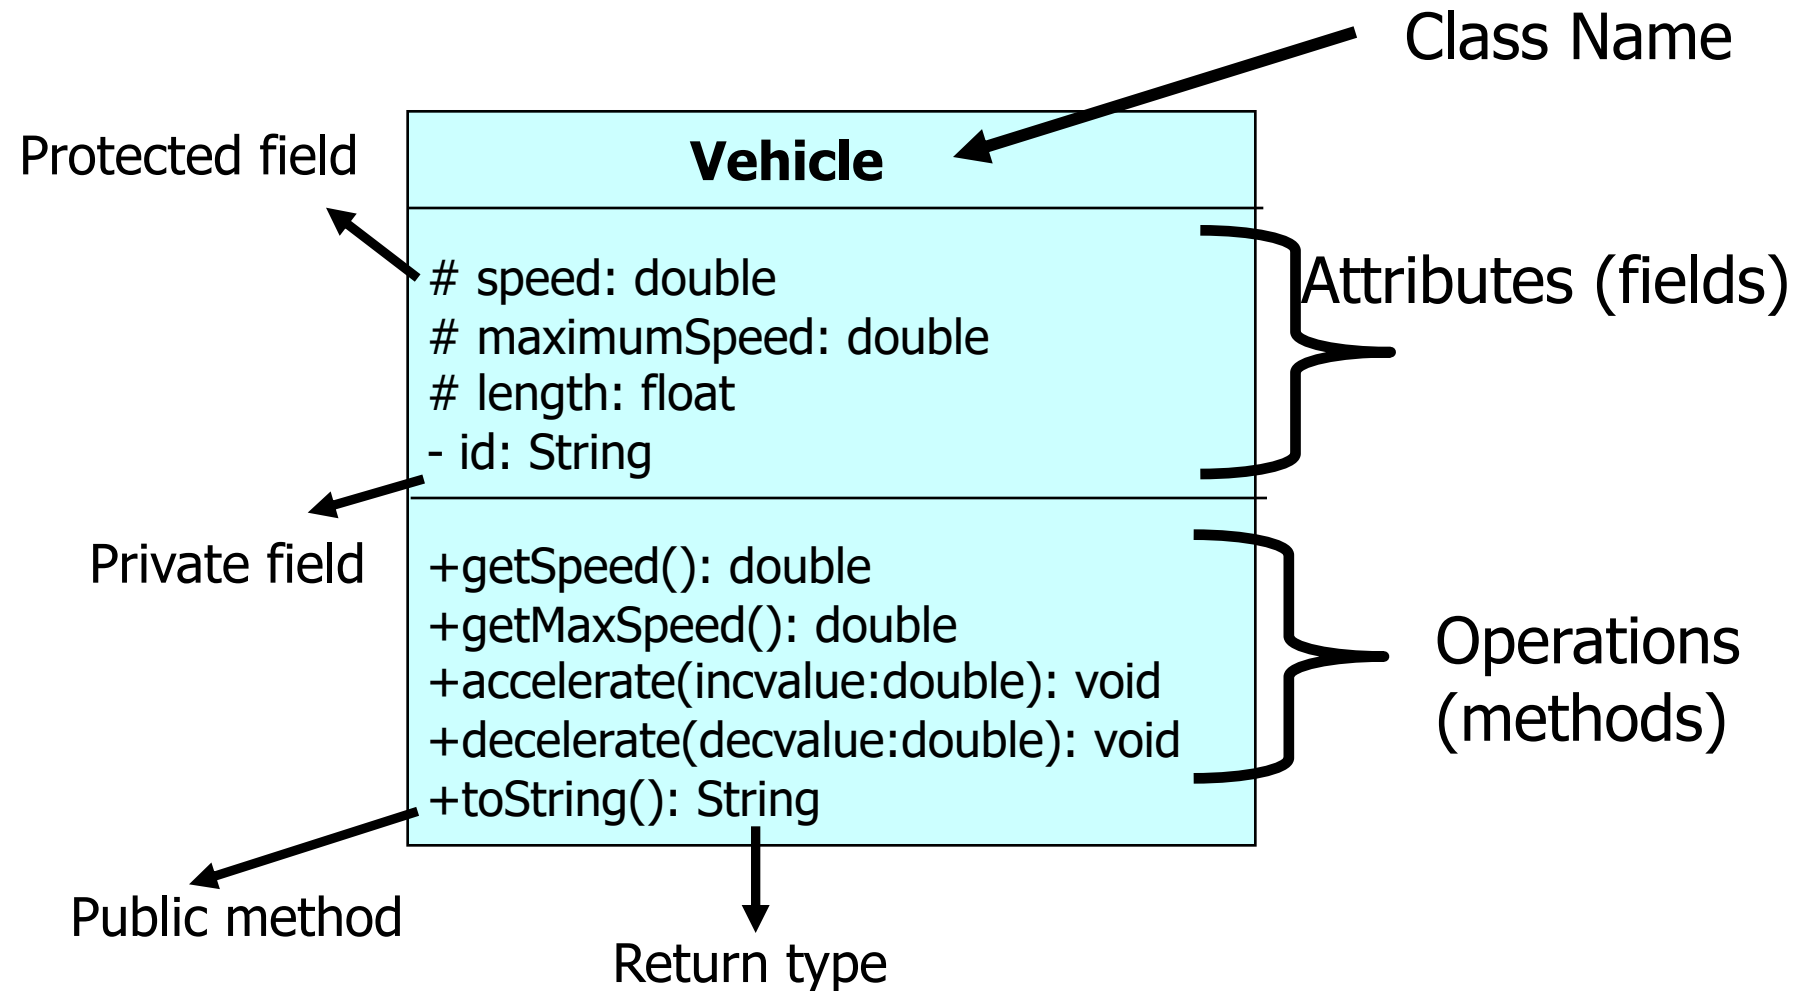 Class Name
Protected field
Vehicle
# speed: double
# maximumSpeed: double
# length: float
- id: String
Attributes (fields)
Private field
+getSpeed(): double
+getMaxSpeed(): double
+accelerate(incvalue:double): void
+decelerate(decvalue:double): void
+toString(): String
Operations
(methods)
Public method
Return type